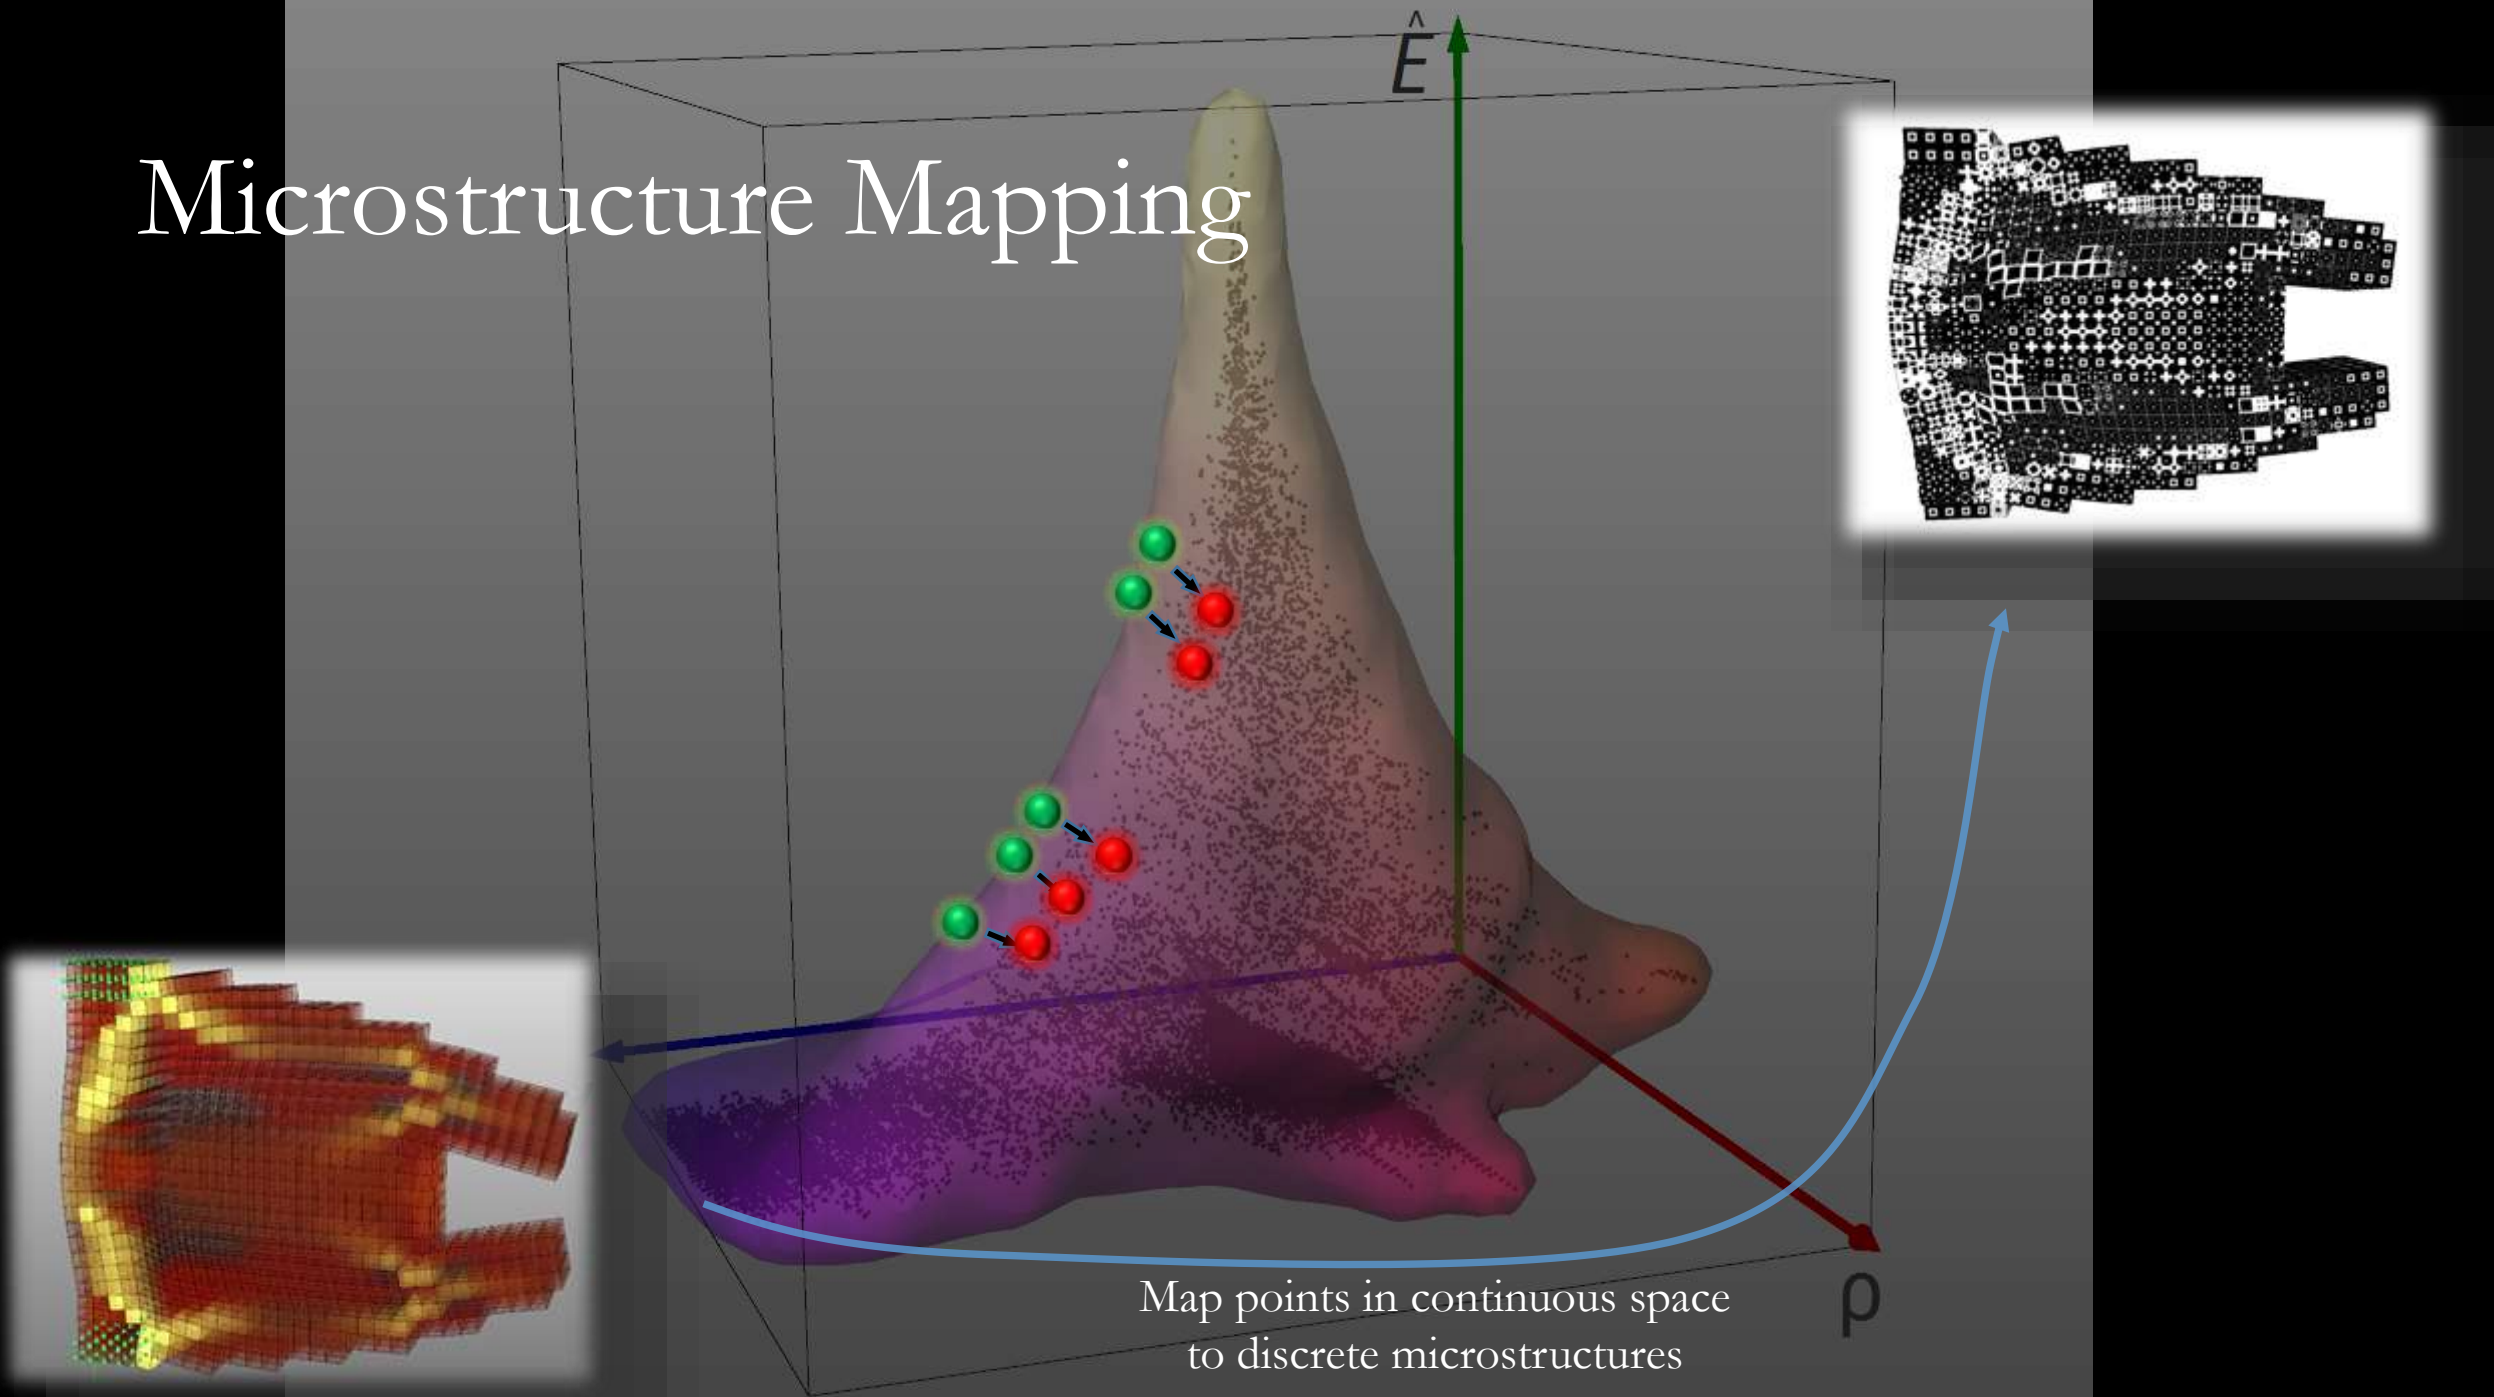 Ê
Microstructure Mapping
Map points in continuous space
to discrete microstructures
ρ